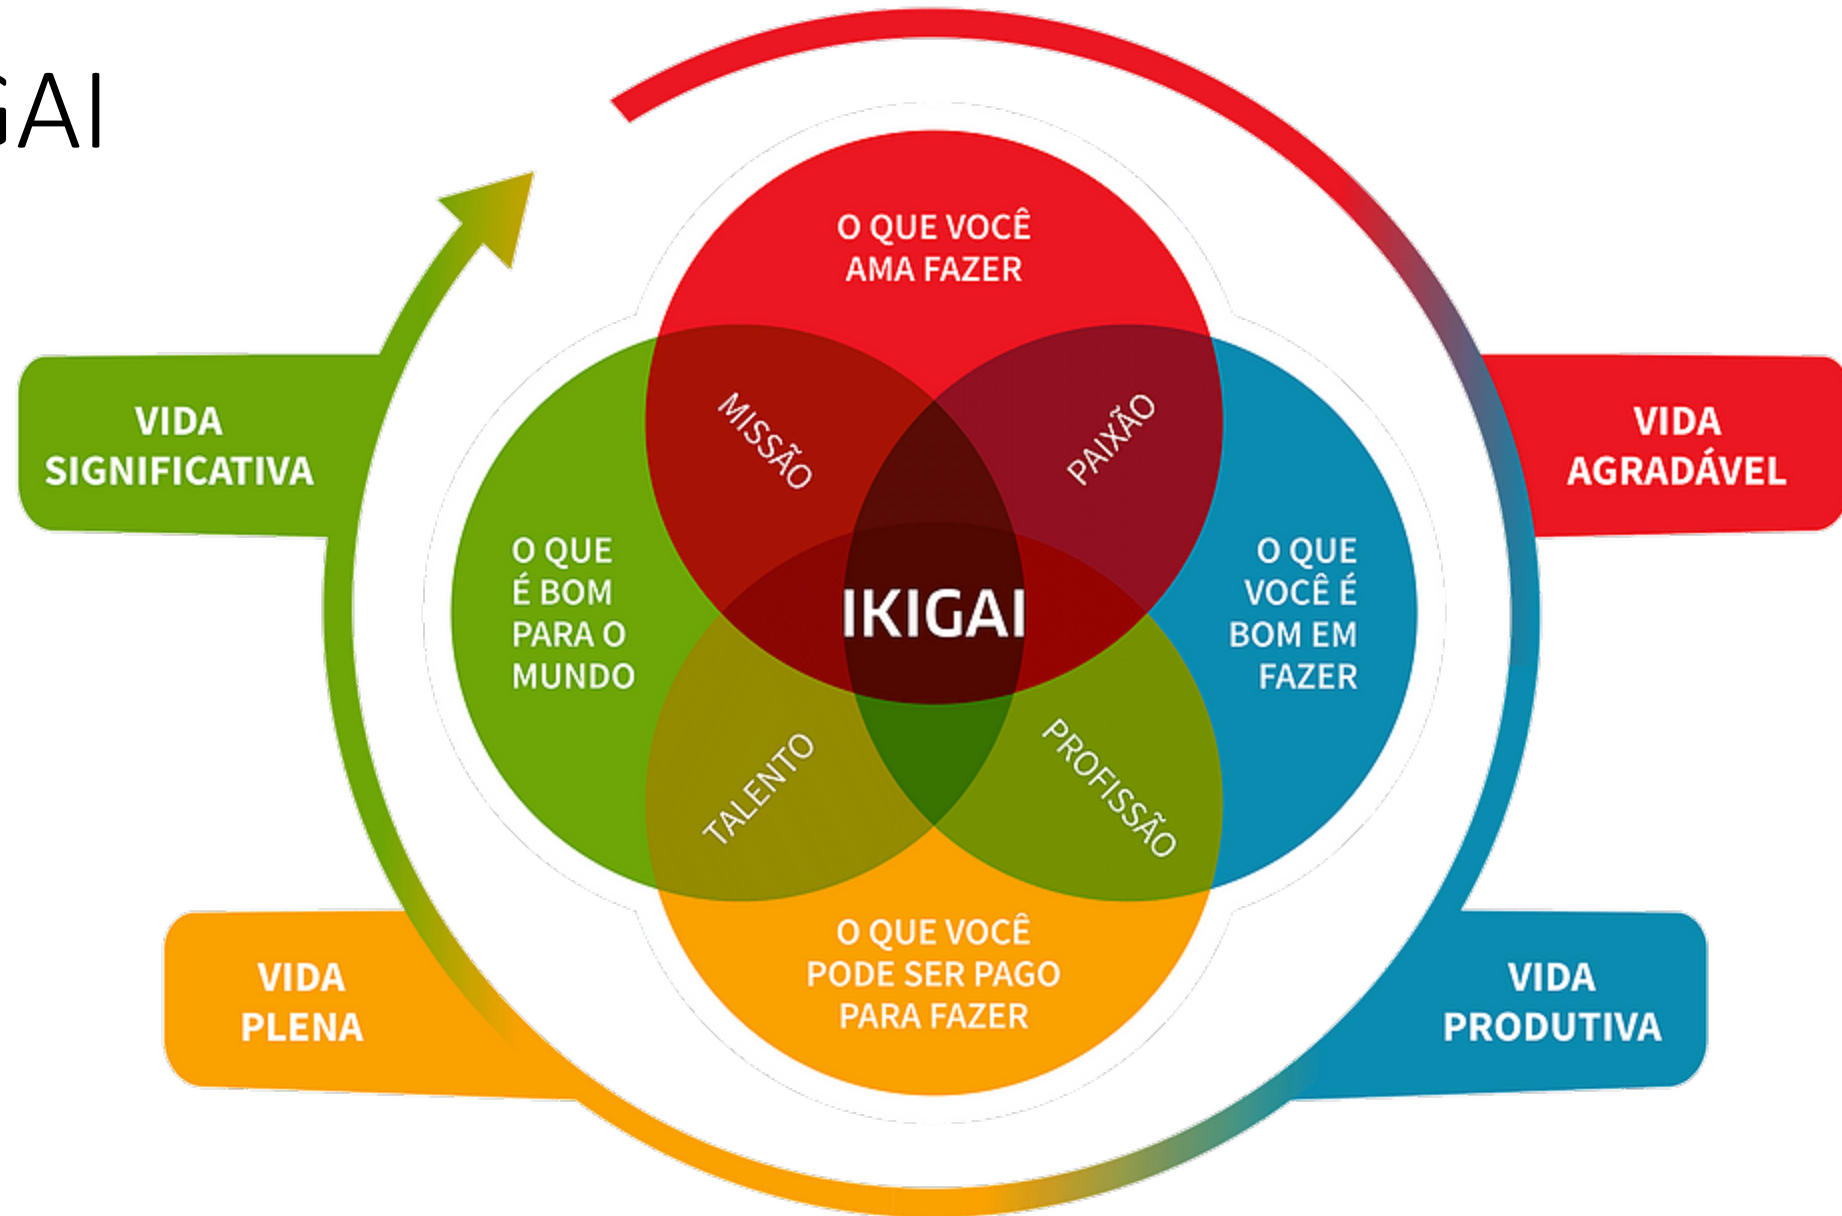 GAI
O QUE VOCÊ
AMA FAZER
MISSÃO
PAIXÃO
VIDA
SIGNIFICATIVA
VIDA
AGRADÁVEL
O QUE
É BOM
PARA O
MUNDO
IKIGAI
O QUE
VOCÊ É
BOM EM
FAZER
TALENTO
PROFISSÃO
O QUE VOCÊ
PODE SER PAGO
PARA FAZER
VIDA
PLENA
VIDA
PRODUTIVA